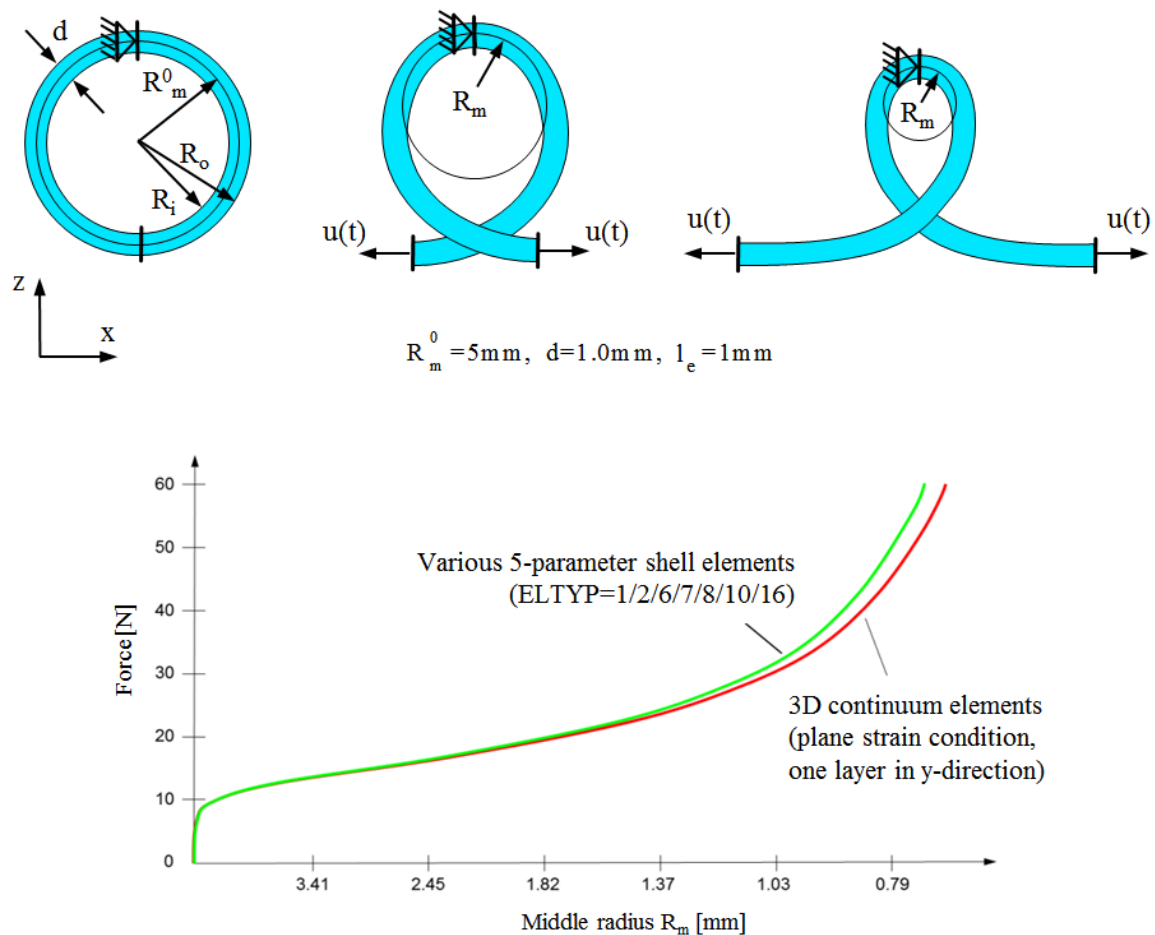 d
R⁰ₘ
Rₒ
Rᵢ
z
x
Rₘ
u(t)
u(t)
Rₘ
u(t)
u(t)
R⁰ₘ =5mm, d=1.0mm, lₑ=1mm
Force[N]
60
50
40
30
20
10
0
Various 5-parameter shell elements
(ELTYP=1/2/6/7/8/10/16)
3D continuum elements
(plane strain condition,
one layer in y-direction)
3.41 2.45 1.82 1.37 1.03 0.79
Middle radius Rₘ [mm]